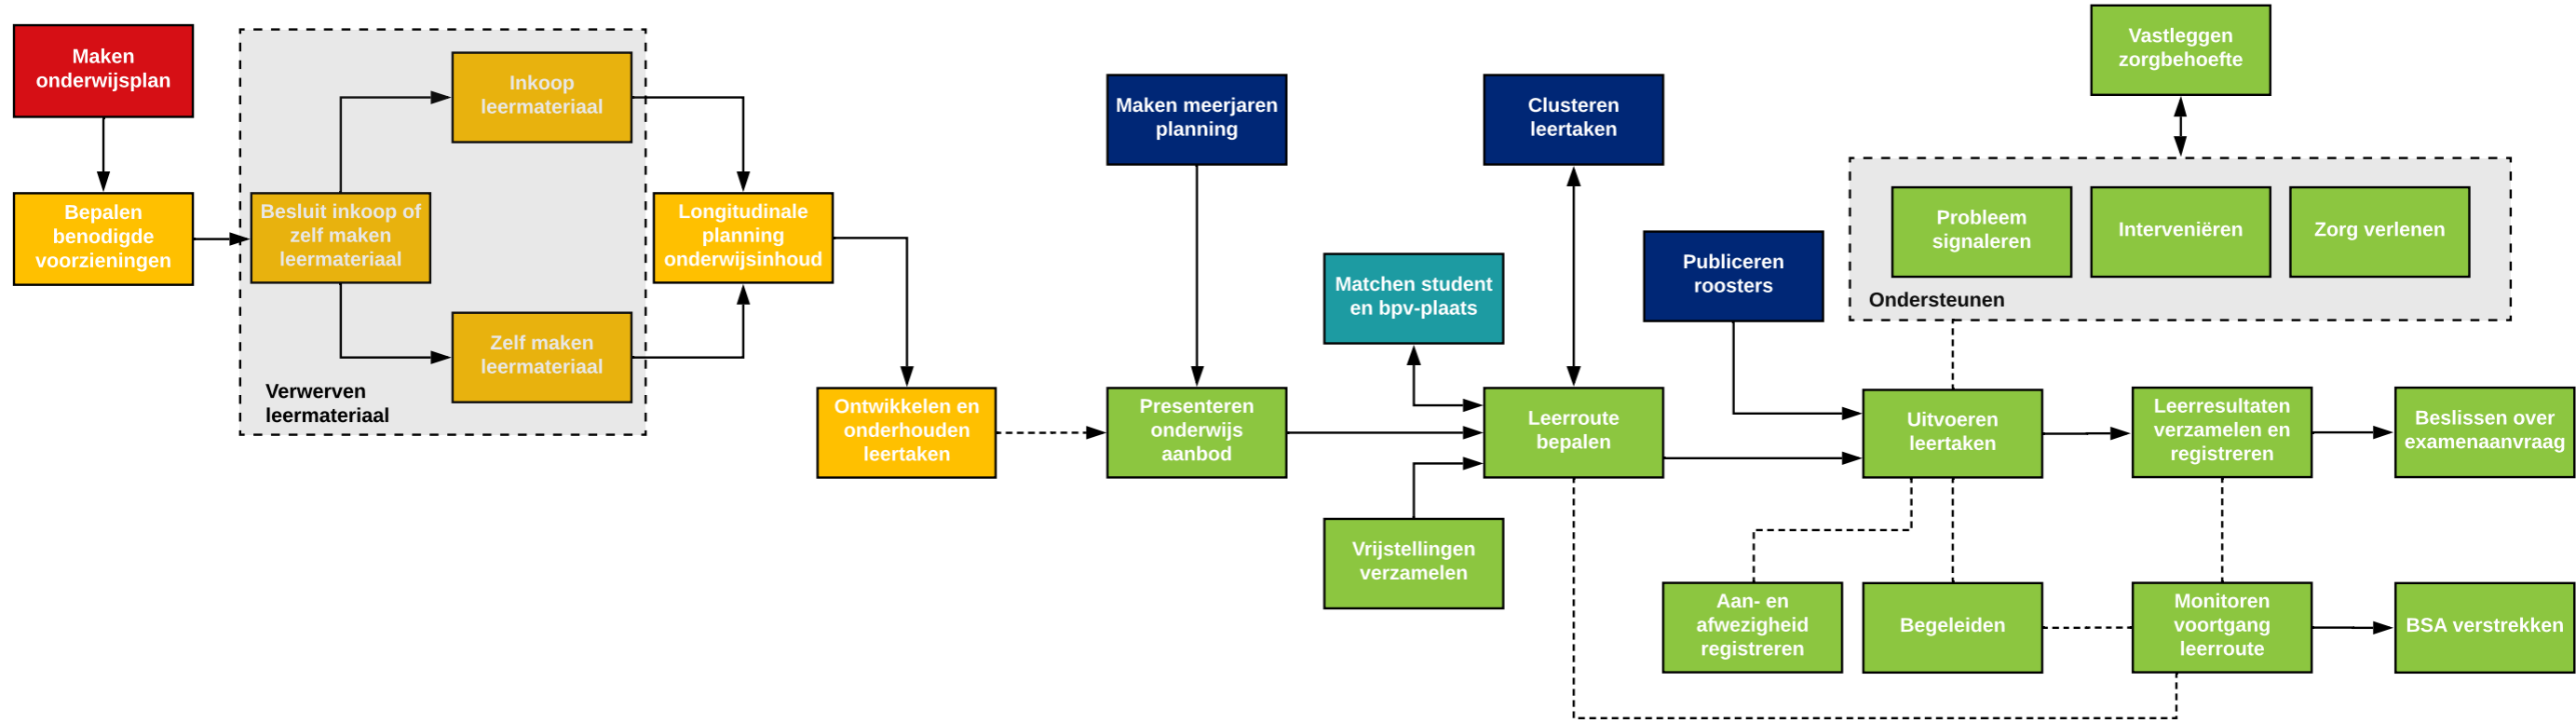 Maken
onderwijsplan
Bepalen
benodigde
voorzieningen
Besluit inkoop of
zelf maken
leermateriaal
Inkoop
leermateriaal
Zelf maken
leermateriaal
Verwerven
leermateriaal
Longitudinale
planning
onderwijsinhoud
Ontwikkelen en
onderhouden
leertaken
Maken meerjaren
planning
Presenteren
onderwijs
aanbod
Matchen student
en bpv-plaats
Vrijstellingen
verzamelen
Clusteren
leertaken
Leerroute
bepalen
Publiceren
roosters
Vastleggen
zorgbehoefte
Probleem
signaleren
Interveniëren
Zorg verlenen
Ondersteunen
Uitvoeren
leertaken
Leerresultaten
verzamelen en
registreren
Beslissen over
examenaanvraag
Aan- en
afwezigheid
registreren
Begeleiden
Monitoren
voortgang
leerroute
BSA verstrekken